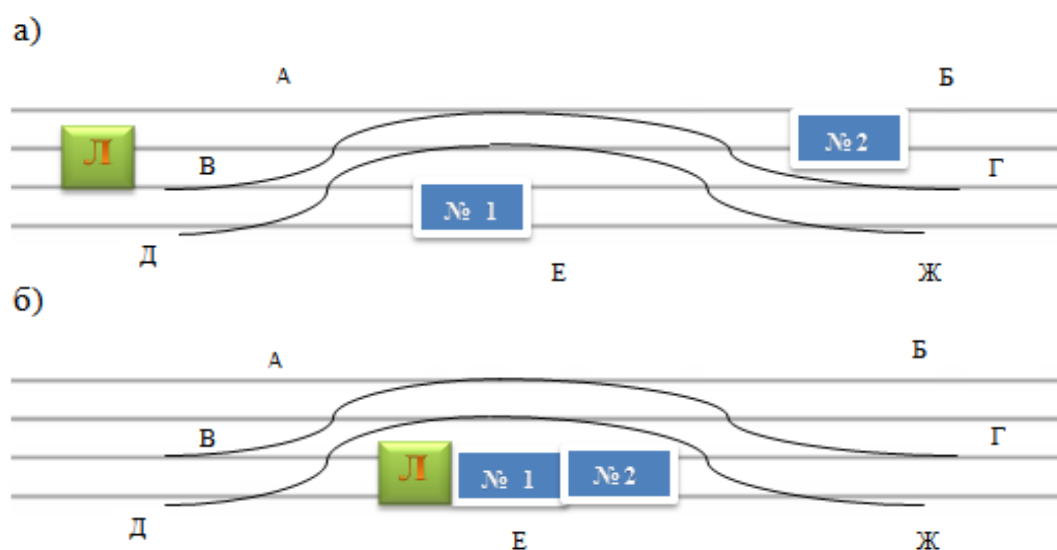 а)
А Б
Л № 2
В Г
№ 1
Д Е Ж
б)
А Б
В Г
Л № 1 № 2
Д Е Ж